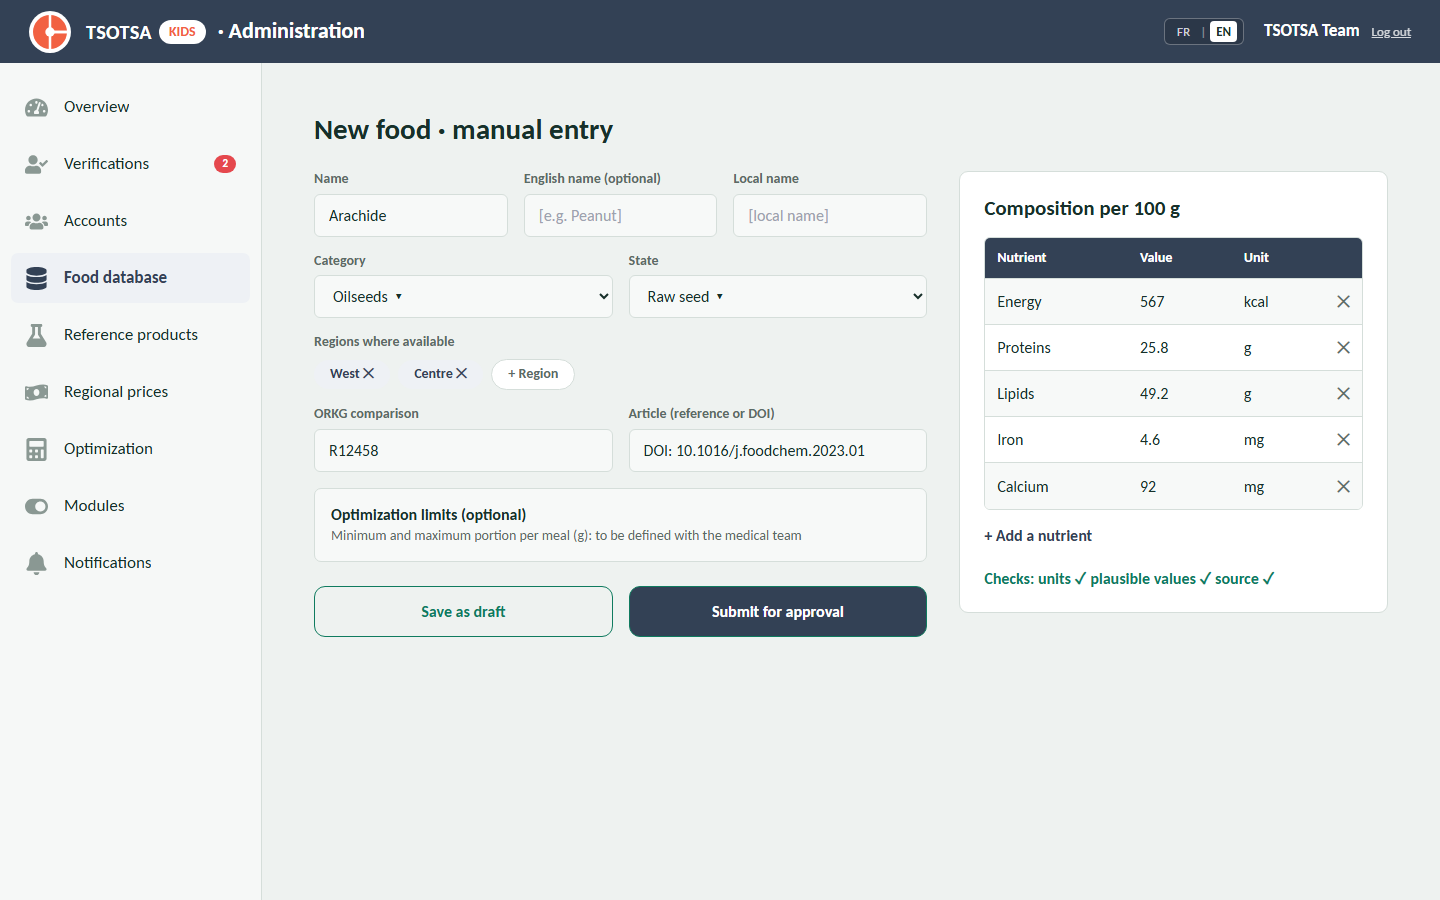 TSOTSA KIDS · Administration
FR | EN
TSOTSA Team Log out
Overview
Verifications 2
Accounts
Food database
Reference products
Regional prices
Optimization
Modules
Notifications
New food · manual entry
Name English name (optional) Local name
Arachide [e.g. Peanut] [local name]
Category State
Oilseeds ▾ Raw seed ▾
Regions where available
West ✕ Centre ✕ + Region
ORKG comparison Article (reference or DOI)
R12458 DOI: 10.1016/j.foodchem.2023.01
Optimization limits (optional)
Minimum and maximum portion per meal (g): to be defined with the medical team
Save as draft Submit for approval
Composition per 100 g
Nutrient Value Unit
Energy 567 kcal ✕
Proteins 25.8 g ✕
Lipids 49.2 g ✕
Iron 4.6 mg ✕
Calcium 92 mg ✕
+ Add a nutrient
Checks: units ✓ plausible values ✓ source ✓